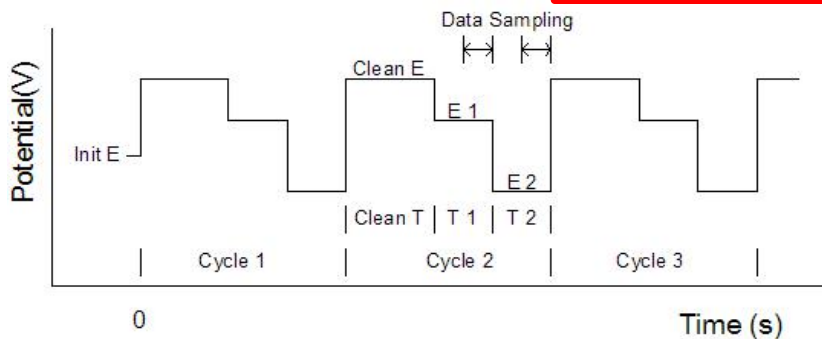 Data Sampling
Clean E
E 1
Init E
E 2
Clean T T 1 T 2
Cycle 1 Cycle 2 Cycle 3
0
Time (s)
Potential(V)